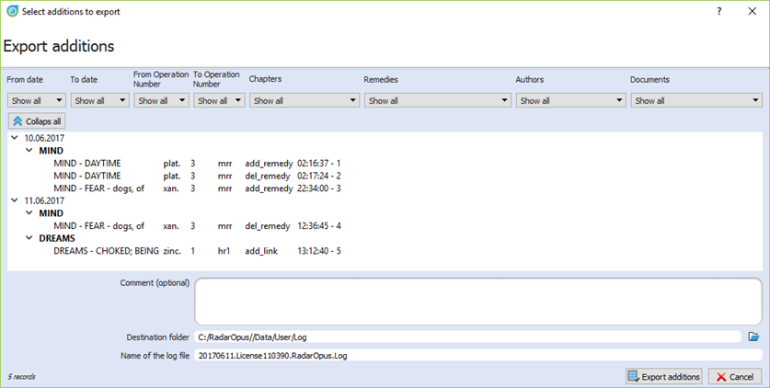 Select additions to export
Export additions
From date To date From Operation Number To Operation Number Chapters Remedies Authors Documents
Show all Show all Show all Show all Show all Show all Show all Show all
Collaps all
10.06.2017
MIND
MIND - DAYTIME plat. 3 mrr add_remedy 02:16:37 - 1
MIND - DAYTIME plat. 3 mrr del_remedy 02:17:24 - 2
MIND - FEAR - dogs, of xan. 3 mrr add_remedy 22:34:00 - 3
11.06.2017
MIND
MIND - FEAR - dogs, of xan. 3 mrr del_remedy 12:36:45 - 4
DREAMS
DREAMS - CHOKED; BEING zinc. 1 hr1 add_link 13:12:40 - 5
Comment (optional)
Destination folder C:/RadarOpus//Data/User/Log
Name of the log file 20170611.License110390.RadarOpus.Log
5 records
Export additions Cancel